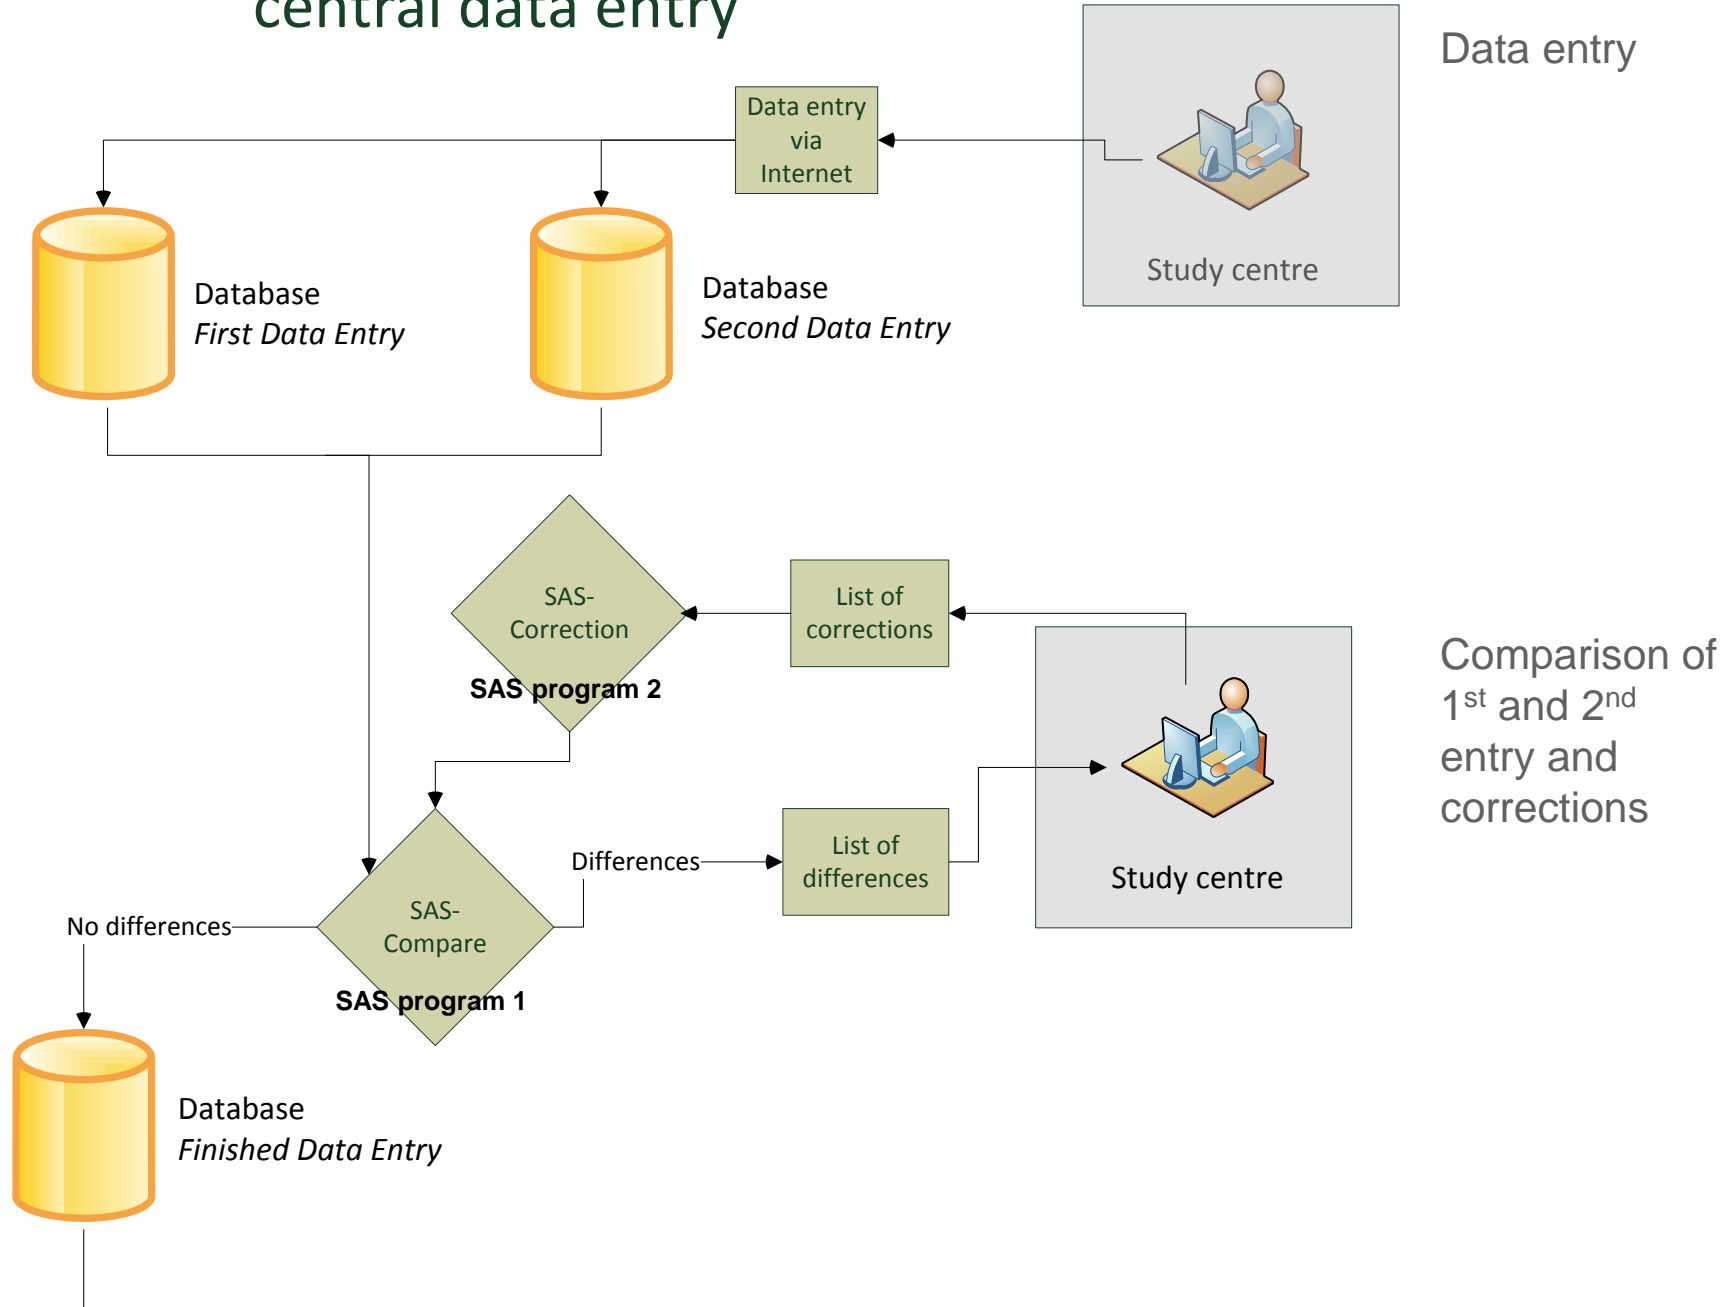 central data entry
Data entry
Data entry
via
Internet
Study centre
Database
First Data Entry
Database
Second Data Entry
SAS-
Correction
SAS program 2
List of
corrections
Comparison of
1st and 2nd
entry and
corrections
Differences
List of
differences
Study centre
No differences
SAS-
Compare
SAS program 1
Database
Finished Data Entry